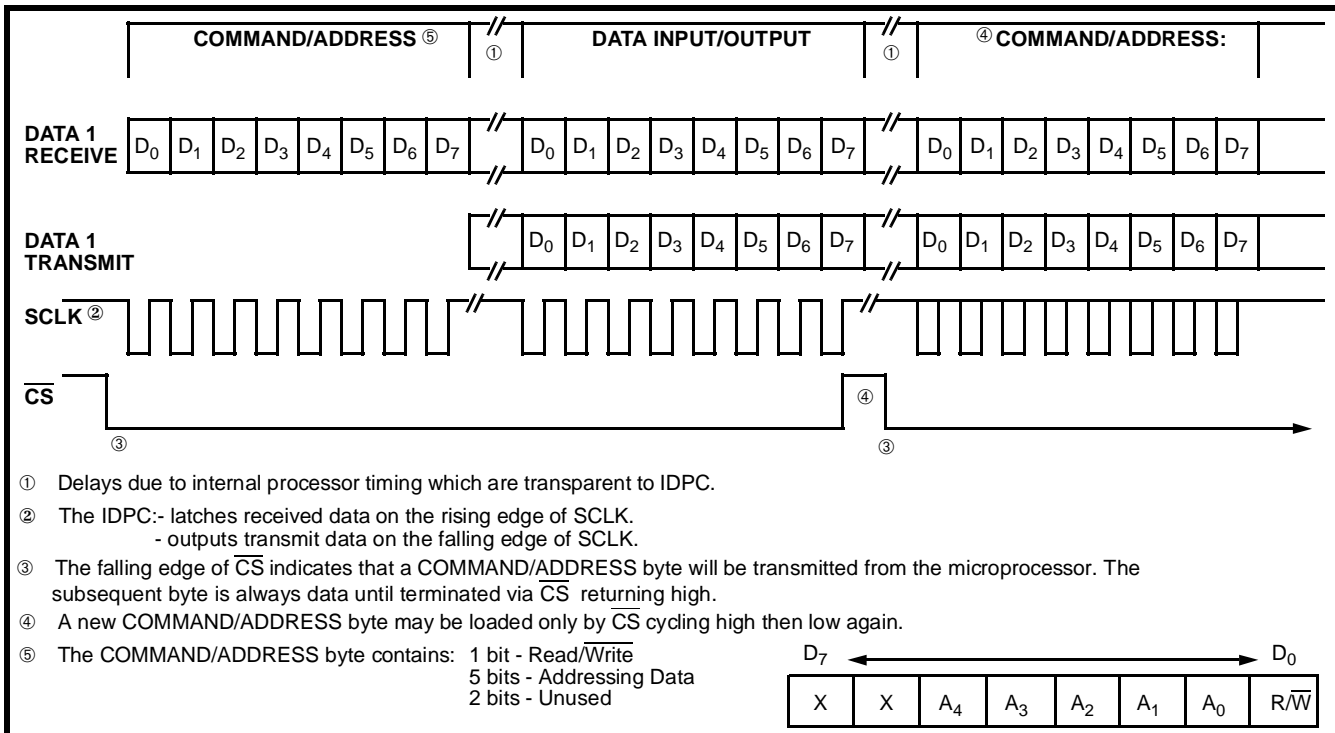 COMMAND/ADDRESS ⑤ ① DATA INPUT/OUTPUT ① ④ COMMAND/ADDRESS:
DATA 1
RECEIVE
D0 D1 D2 D3 D4 D5 D6 D7 D0 D1 D2 D3 D4 D5 D6 D7 D0 D1 D2 D3 D4 D5 D6 D7
DATA 1
TRANSMIT
D0 D1 D2 D3 D4 D5 D6 D7 D0 D1 D2 D3 D4 D5 D6 D7
SCLK ②
C̅S̅ ④
③ ③
① Delays due to internal processor timing which are transparent to IDPC.
② The IDPC:- latches received data on the rising edge of SCLK.
- outputs transmit data on the falling edge of SCLK.
③ The falling edge of C̅S̅ indicates that a COMMAND/ADDRESS byte will be transmitted from the microprocessor. The
subsequent byte is always data until terminated via C̅S̅ returning high.
④ A new COMMAND/ADDRESS byte may be loaded only by C̅S̅ cycling high then low again.
⑤ The COMMAND/ADDRESS byte contains: 1 bit - Read/W̅r̅i̅t̅e̅
5 bits - Addressing Data
2 bits - Unused
D7 D0
X X A4 A3 A2 A1 A0 R/W̅